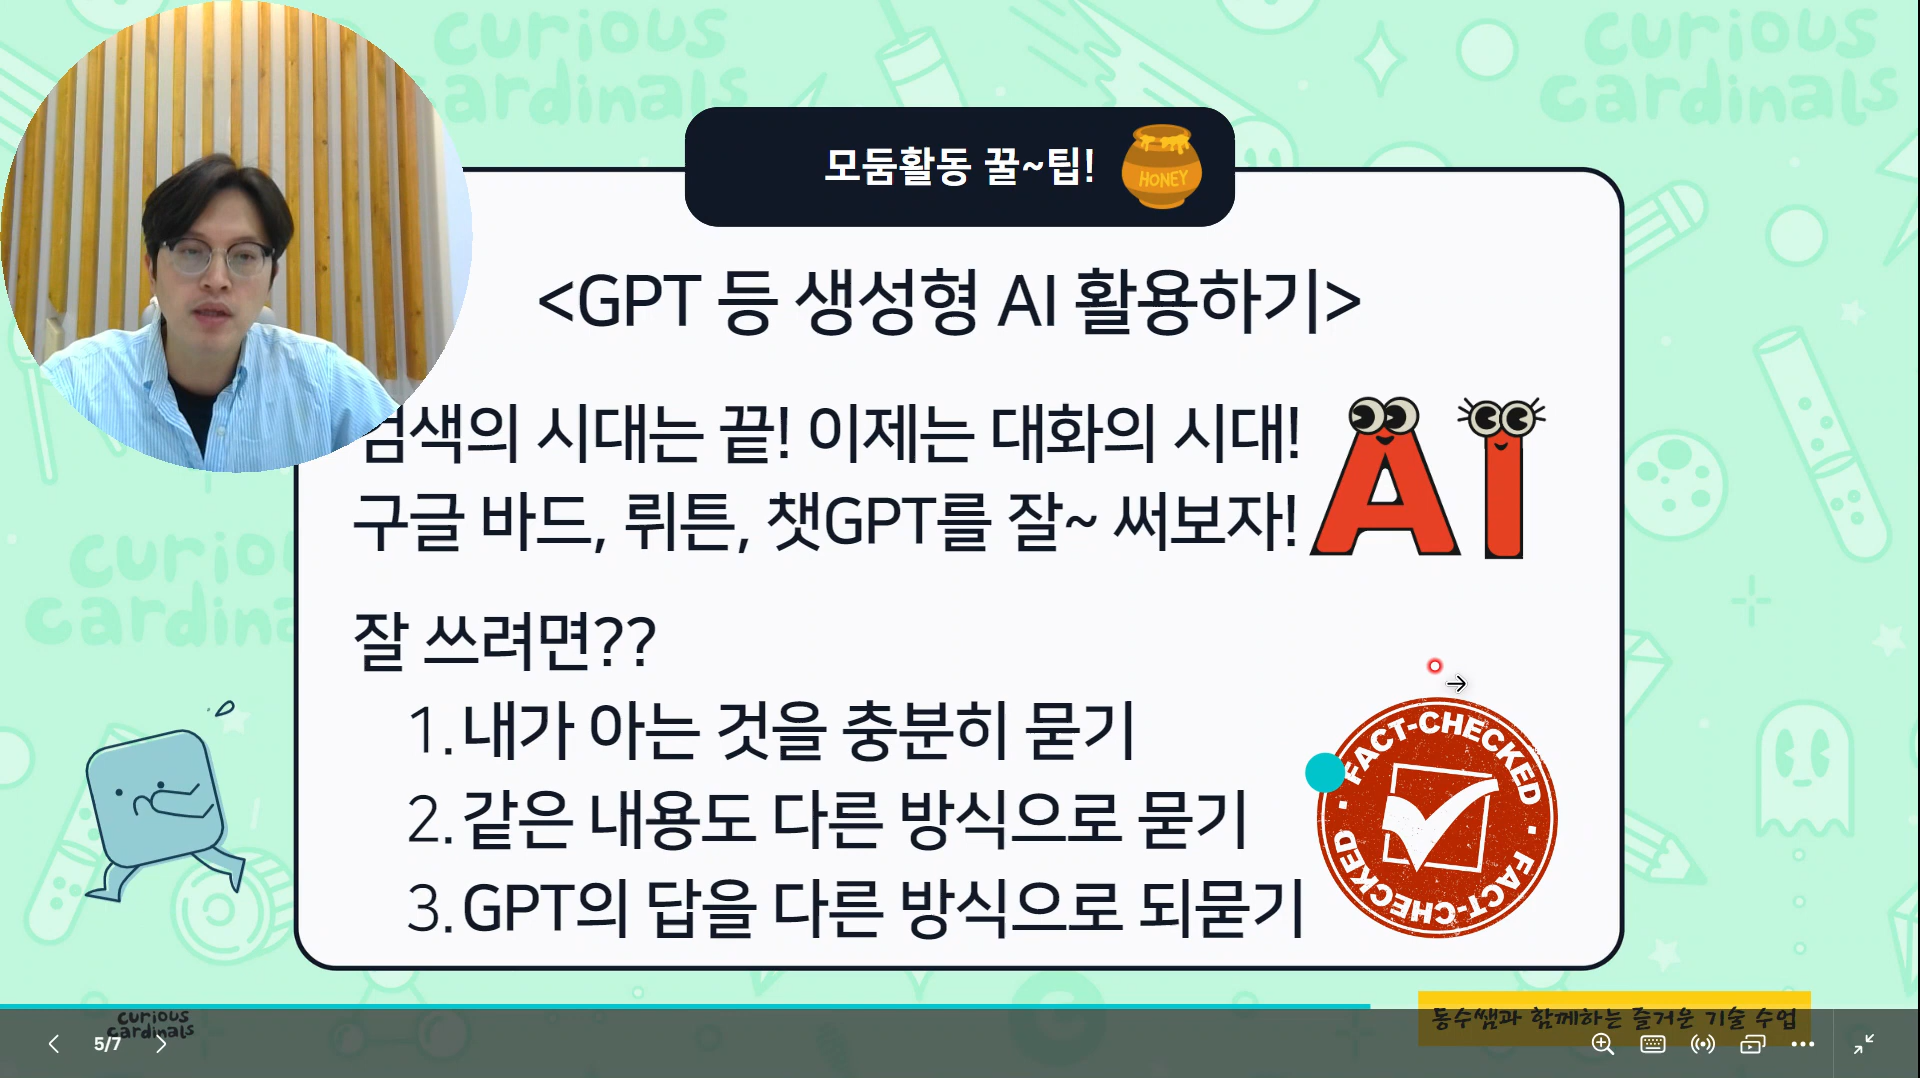 curious
cardinals
curious
cardinals
모둠활동 꿀~팁!
HONEY
<GPT 등 생성형 AI 활용하기>
검색의 시대는 끝! 이제는 대화의 시대!
구글 바드, 뤼튼, 챗GPT를 잘~ 써보자!
AI
잘 쓰려면??
1. 내가 아는 것을 충분히 묻기
2. 같은 내용도 다른 방식으로 묻기
3. GPT의 답을 다른 방식으로 되묻기
FACT-CHECKED · FACT-CHECKED ·
curious
cardinals
동수쌤과 함께하는 즐거운 기술 수업
5/7